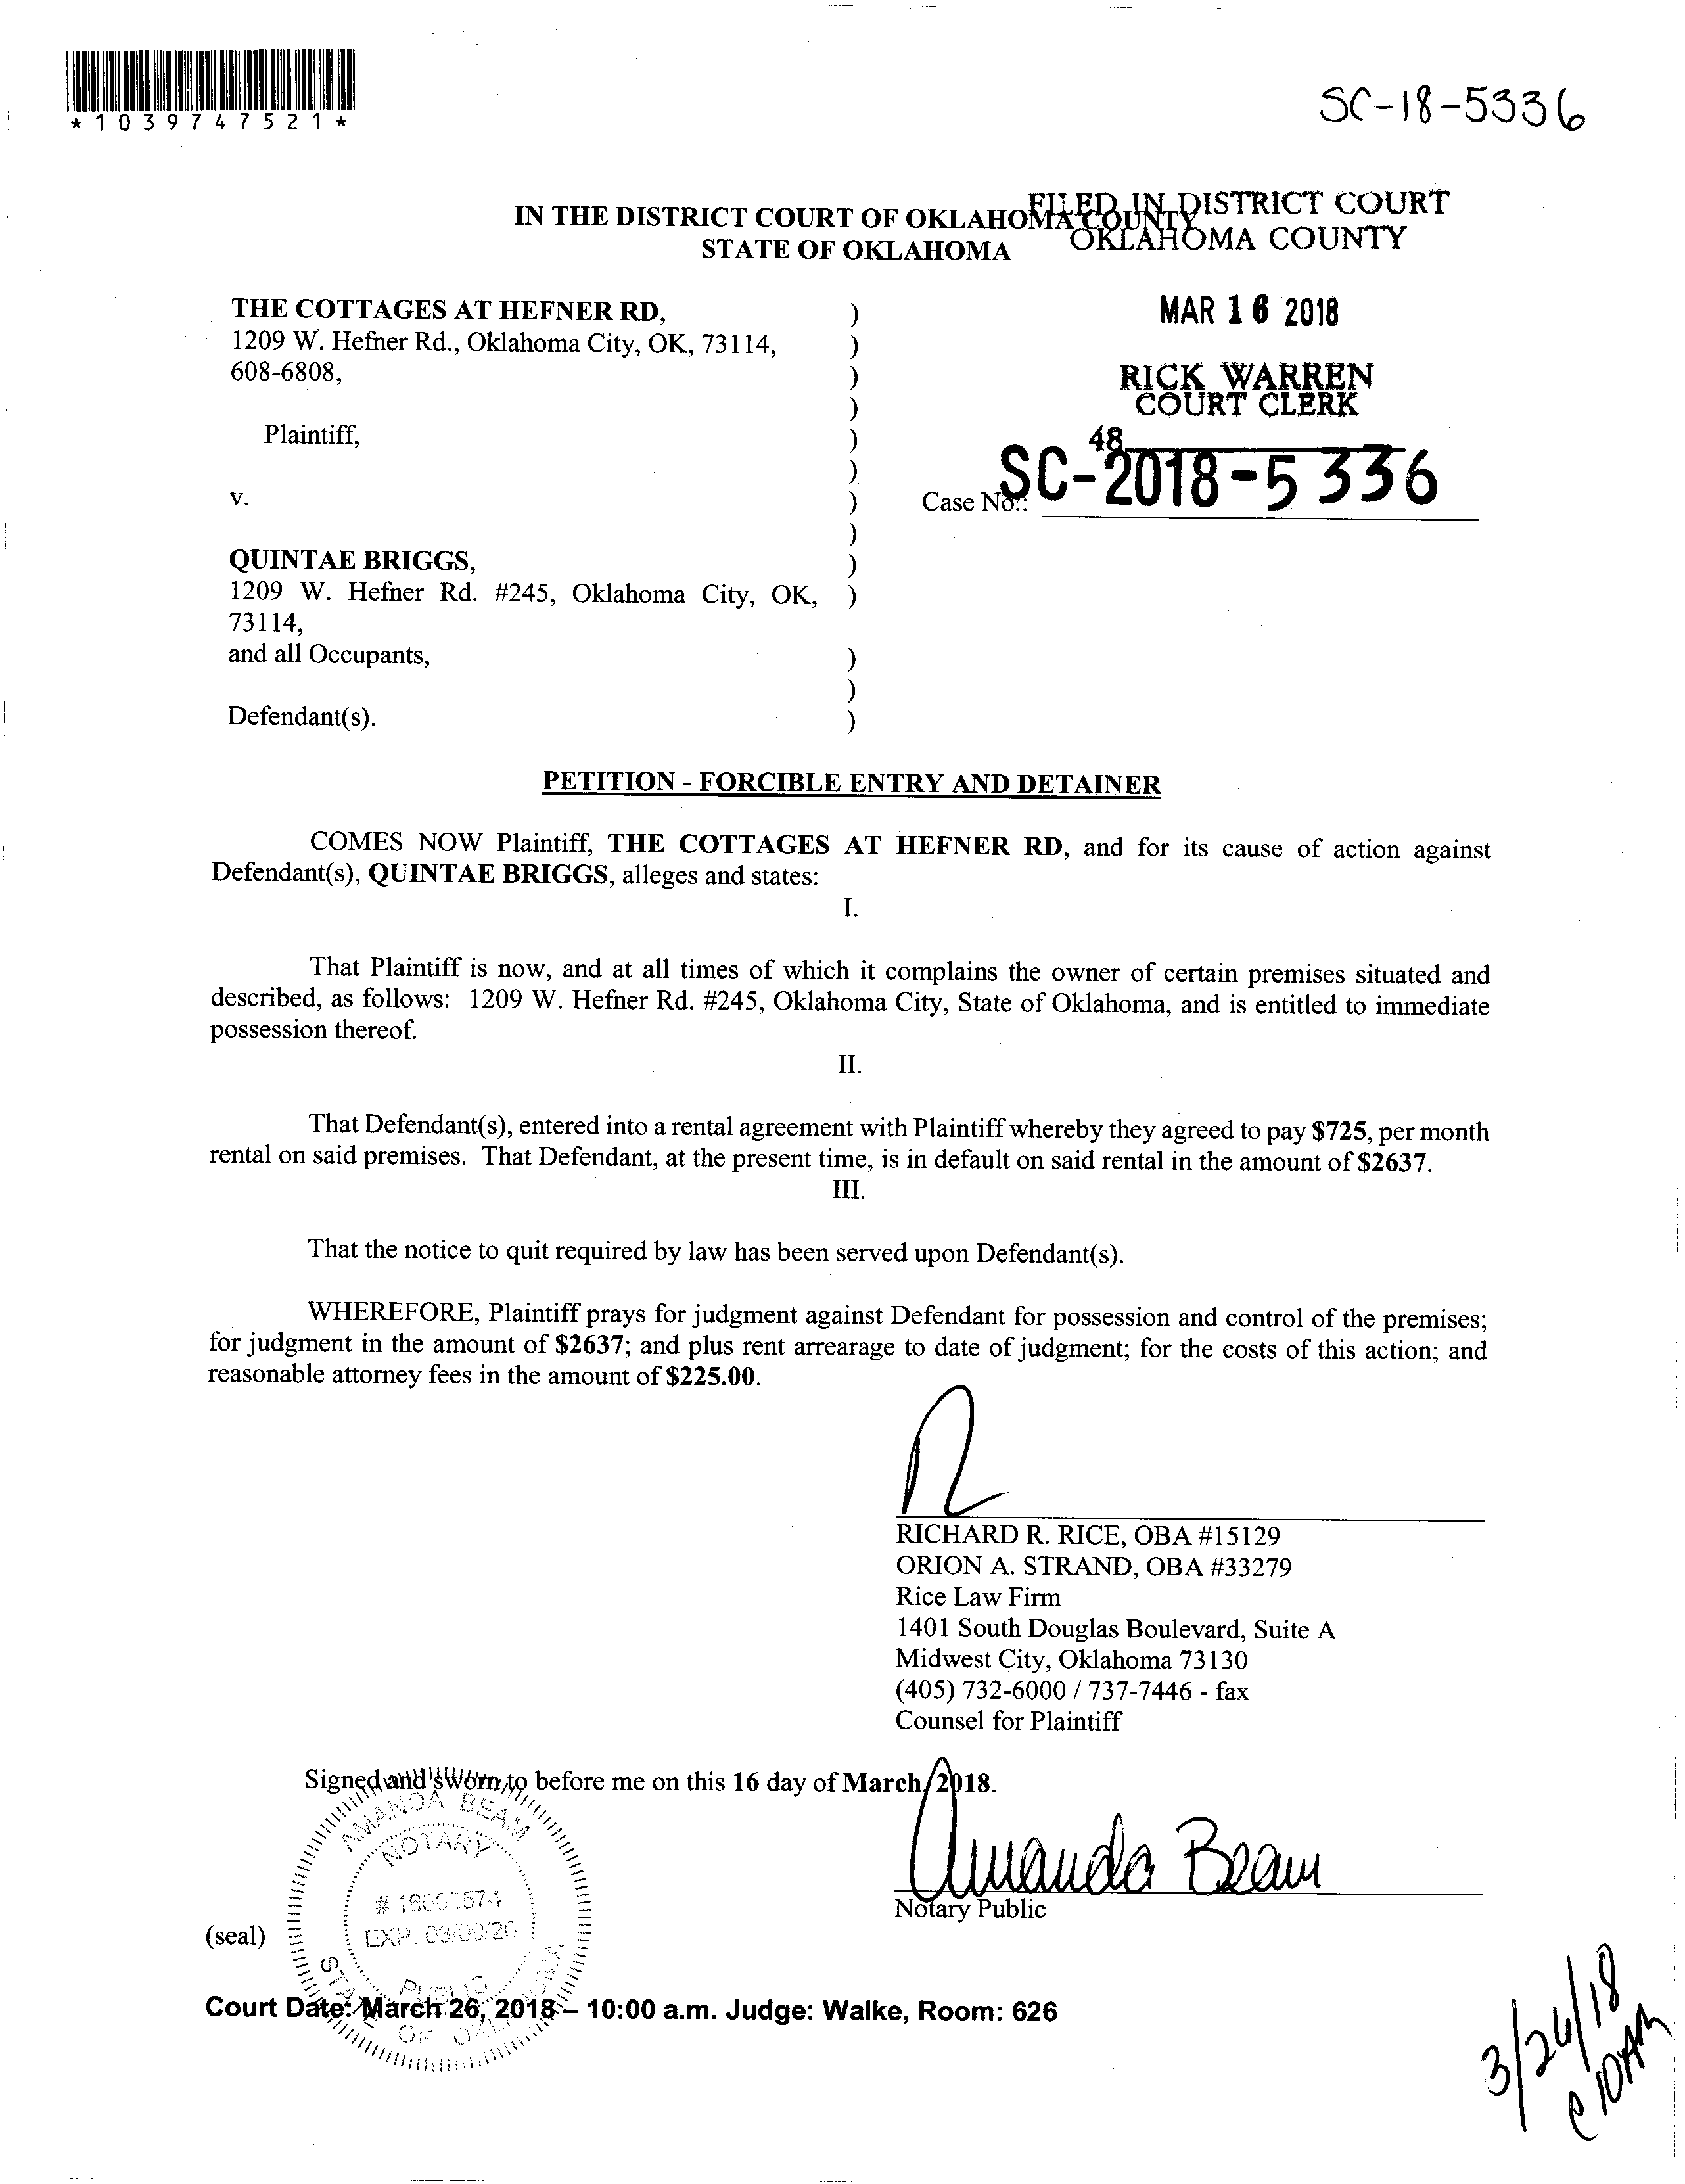 *1039747521*
SC-18-5336
FILED IN DISTRICT COURT
OKLAHOMA COUNTY
IN THE DISTRICT COURT OF OKLAHOMA COUNTY
STATE OF OKLAHOMA
MAR 16 2018
RICK WARREN
COURT CLERK
48
THE COTTAGES AT HEFNER RD, )
1209 W. Hefner Rd., Oklahoma City, OK, 73114, )
608-6808, )
)
Plaintiff, )
)
v. ) Case No.: SC-2018-5336
)
QUINTAE BRIGGS, )
1209 W. Hefner Rd. #245, Oklahoma City, OK, )
73114,
and all Occupants, )
)
Defendant(s). )
PETITION - FORCIBLE ENTRY AND DETAINER
COMES NOW Plaintiff, THE COTTAGES AT HEFNER RD, and for its cause of action against
Defendant(s), QUINTAE BRIGGS, alleges and states:
I.
That Plaintiff is now, and at all times of which it complains the owner of certain premises situated and
described, as follows: 1209 W. Hefner Rd. #245, Oklahoma City, State of Oklahoma, and is entitled to immediate
possession thereof.
II.
That Defendant(s), entered into a rental agreement with Plaintiff whereby they agreed to pay $725, per month
rental on said premises. That Defendant, at the present time, is in default on said rental in the amount of $2637.
III.
That the notice to quit required by law has been served upon Defendant(s).
WHEREFORE, Plaintiff prays for judgment against Defendant for possession and control of the premises;
for judgment in the amount of $2637; and plus rent arrearage to date of judgment; for the costs of this action; and
reasonable attorney fees in the amount of $225.00.
RICHARD R. RICE, OBA #15129
ORION A. STRAND, OBA #33279
Rice Law Firm
1401 South Douglas Boulevard, Suite A
Midwest City, Oklahoma 73130
(405) 732-6000 / 737-7446 - fax
Counsel for Plaintiff
Signed and sworn to before me on this 16 day of March, 2018.
Amanda Beam
Notary Public
(seal)
AMANDA BEAM
NOTARY
PUBLIC
STATE OF OKLAHOMA
EXP. 03/09/20
Court Date: March 26, 2018 – 10:00 a.m. Judge: Walke, Room: 626
3/26/18
@ 10AM